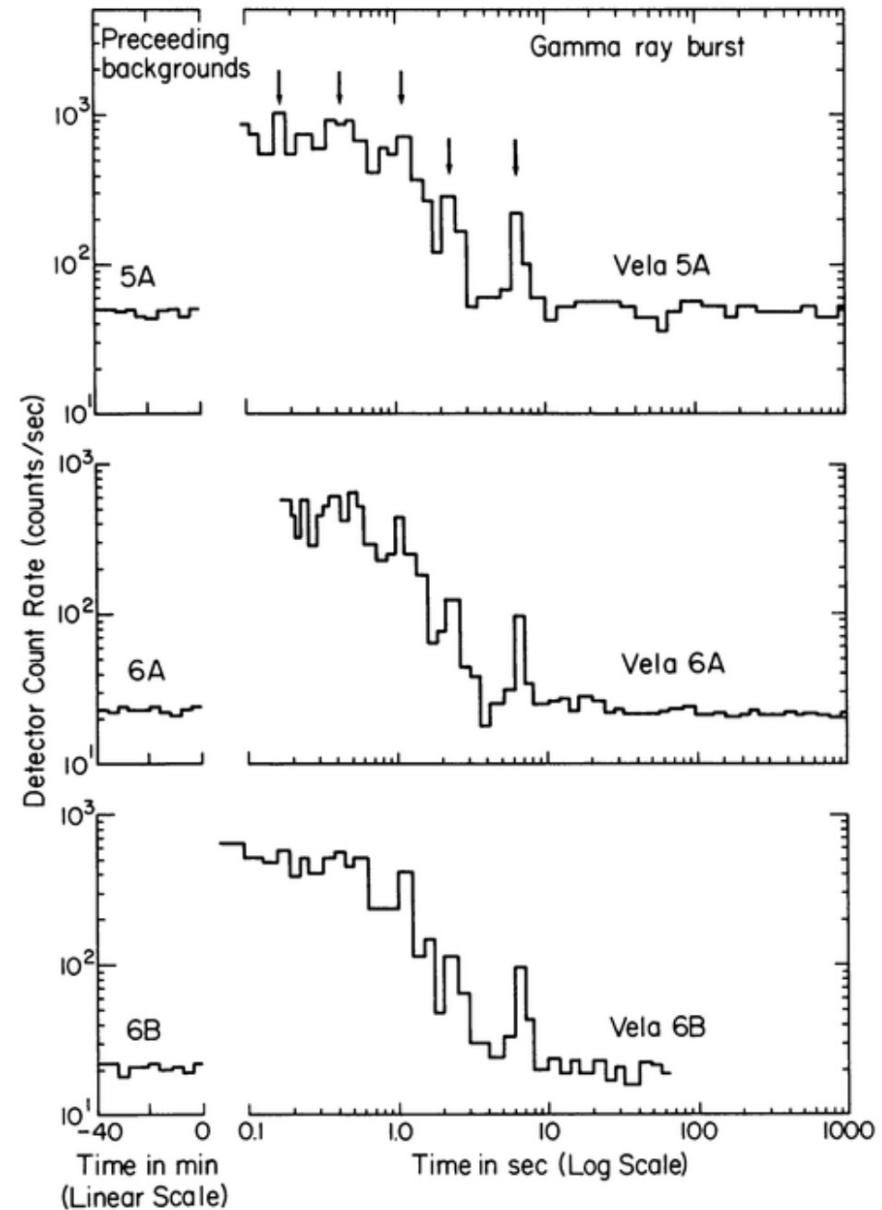 Preceeding
backgrounds
Gamma ray burst
10³
10²
10¹
5A
Vela 5A
Detector Count Rate (counts/sec)
10³
10²
10¹
6A
Vela 6A
10³
10²
10¹
6B
Vela 6B
-40 0 0.1 1.0 10 100 1000
Time in min
(Linear Scale)
Time in sec (Log Scale)